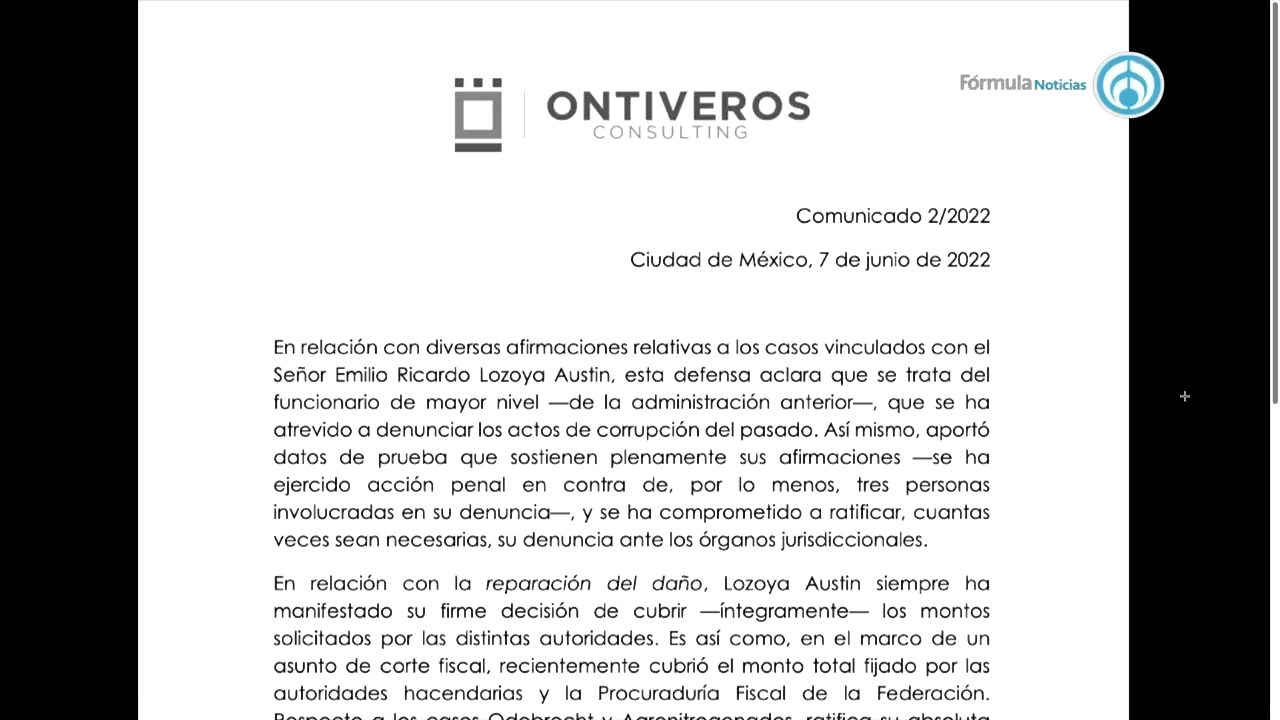 ONTIVEROS
CONSULTING
Fórmula Noticias
Comunicado 2/2022
Ciudad de México, 7 de junio de 2022
En relación con diversas afirmaciones relativas a los casos vinculados con el
Señor Emilio Ricardo Lozoya Austin, esta defensa aclara que se trata del
funcionario de mayor nivel —de la administración anterior—, que se ha
atrevido a denunciar los actos de corrupción del pasado. Así mismo, aportó
datos de prueba que sostienen plenamente sus afirmaciones —se ha
ejercido acción penal en contra de, por lo menos, tres personas
involucradas en su denuncia—, y se ha comprometido a ratificar, cuantas
veces sean necesarias, su denuncia ante los órganos jurisdiccionales.
En relación con la reparación del daño, Lozoya Austin siempre ha
manifestado su firme decisión de cubrir —íntegramente— los montos
solicitados por las distintas autoridades. Es así como, en el marco de un
asunto de corte fiscal, recientemente cubrió el monto total fijado por las
autoridades hacendarias y la Procuraduría Fiscal de la Federación.
Respecto a los casos Odebrecht y Agronitrogenados, ratifica su absoluta